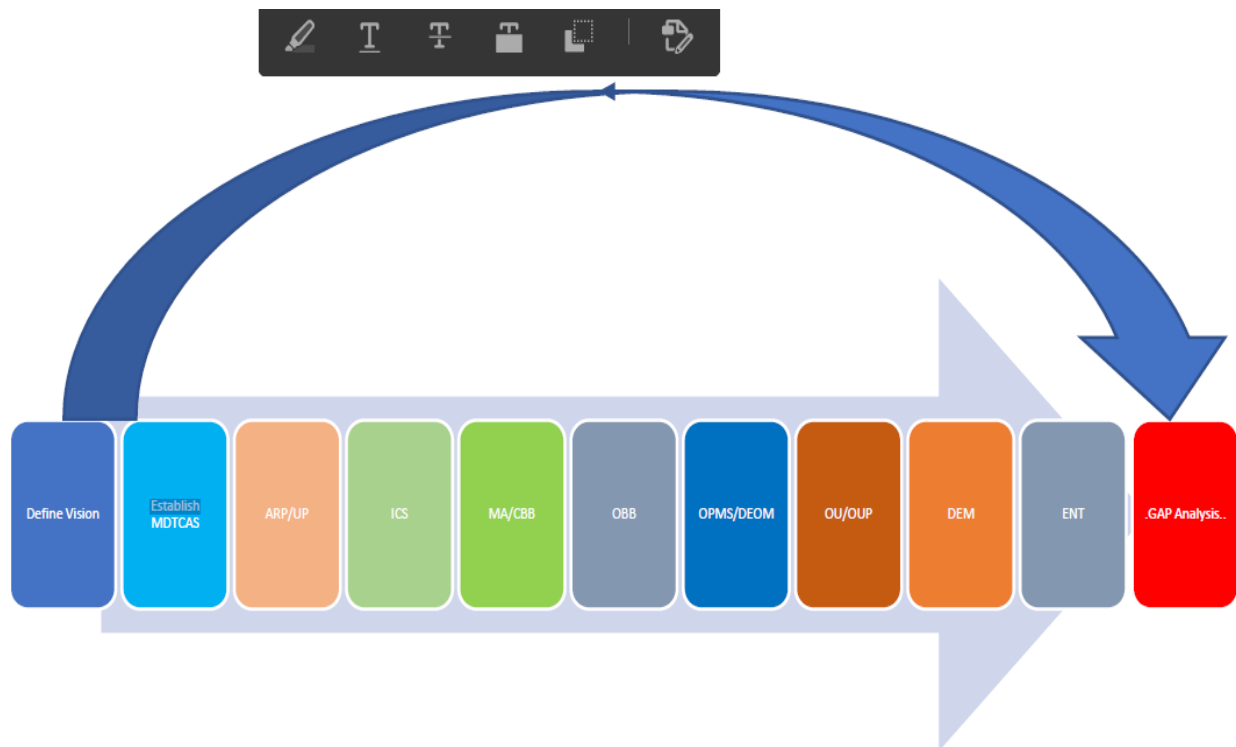 Define Vision
Establish
MDTCAS
ARP/UP
ICS
MA/CBB
OBB
OPMS/DEOM
OU/OUP
DEM
ENT
.GAP Analysis..